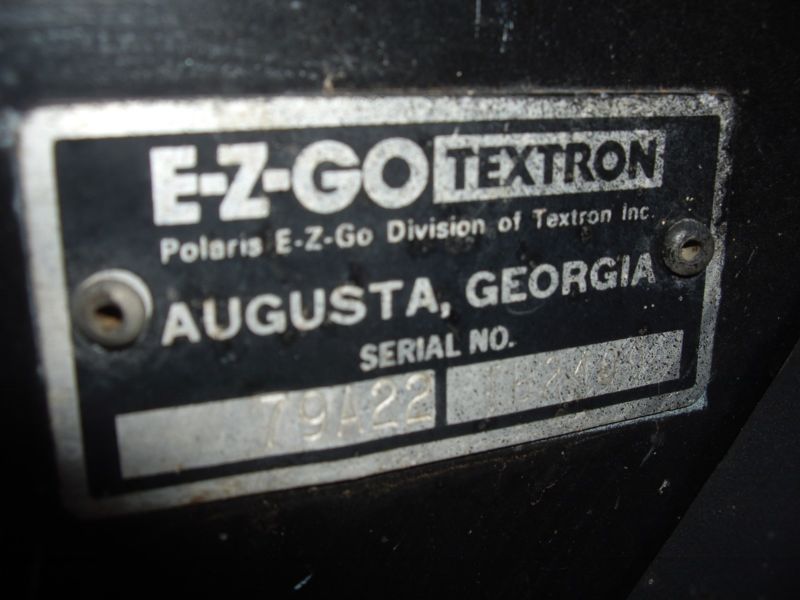 E-Z-GO TEXTRON
Polaris E-Z-Go Division of Textron Inc.
AUGUSTA, GEORGIA
SERIAL NO.
79A22